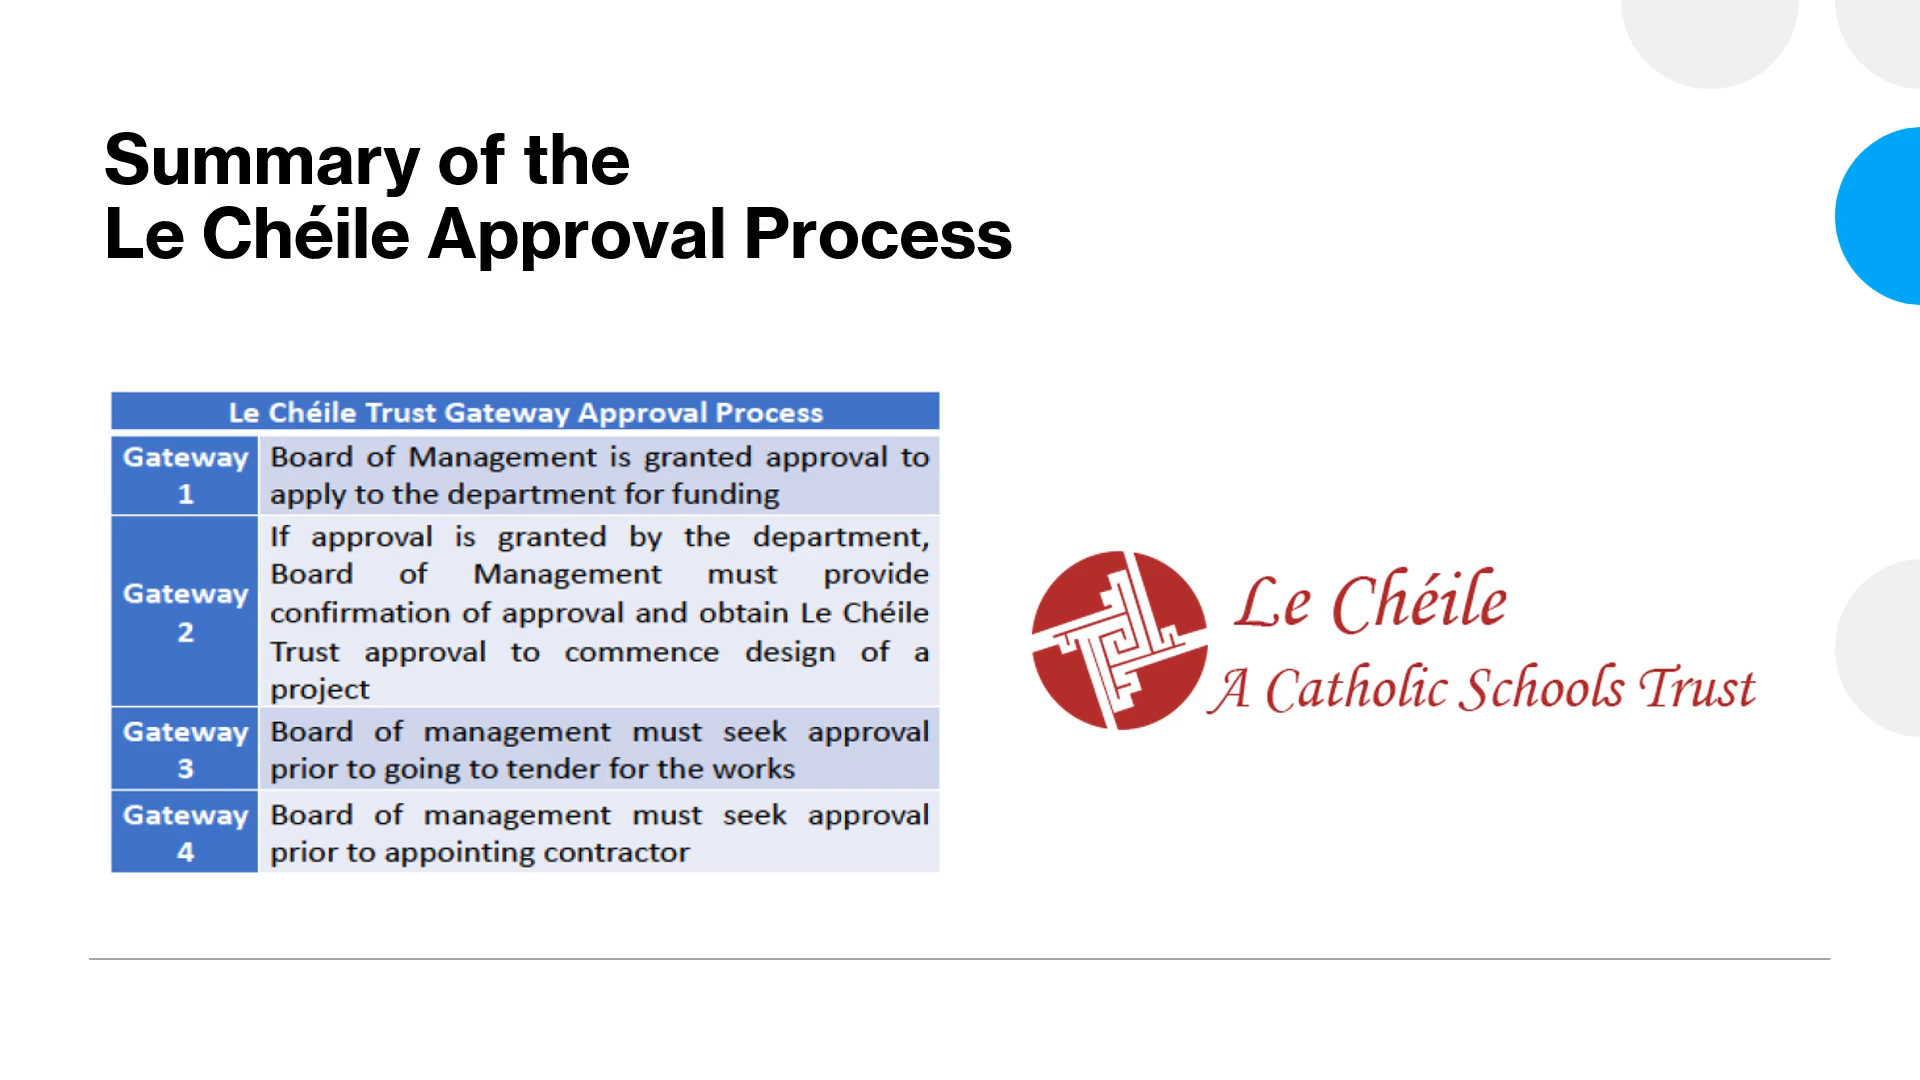 Summary of the
Le Chéile Approval Process
Le Chéile Trust Gateway Approval Process
Gateway
1
Board of Management is granted approval to
apply to the department for funding
Gateway
2
If approval is granted by the department,
Board of Management must provide
confirmation of approval and obtain Le Chéile
Trust approval to commence design of a
project
Gateway
3
Board of management must seek approval
prior to going to tender for the works
Gateway
4
Board of management must seek approval
prior to appointing contractor
Le Chéile
A Catholic Schools Trust